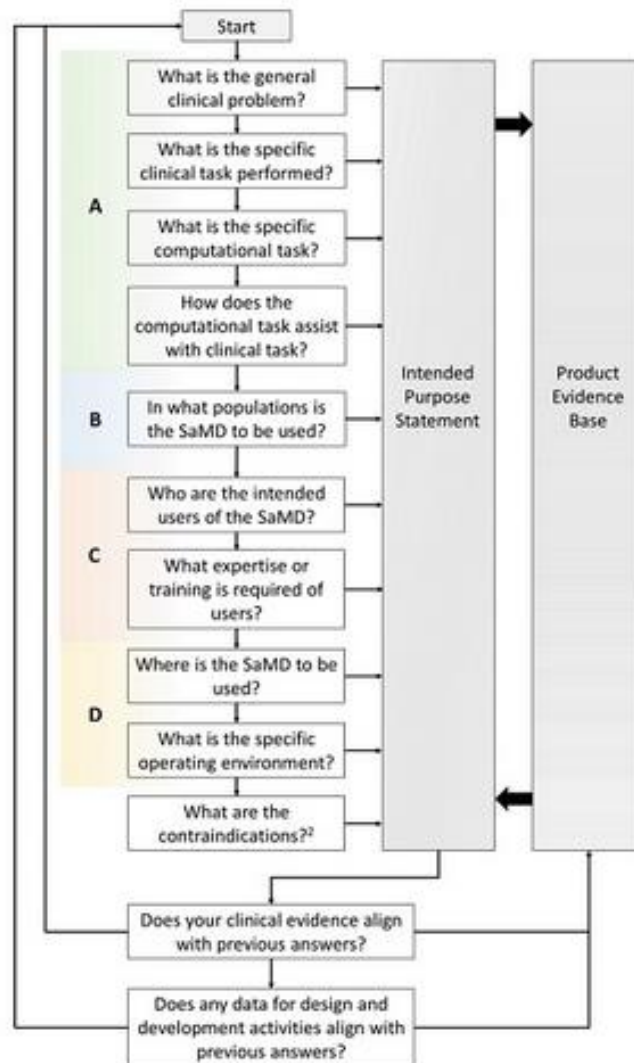 Start
What is the general
clinical problem?
What is the specific
clinical task performed?
A
What is the specific
computational task?
How does the
computational task assist
with clinical task?
Intended
Purpose
Statement
Product
Evidence
Base
B
In what populations is
the SaMD to be used?
Who are the intended
users of the SaMD?
C
What expertise or
training is required of
users?
Where is the SaMD to be
used?
D
What is the specific
operating environment?
What are the
contraindications?²
Does your clinical evidence align
with previous answers?
Does any data for design and
development activities align with
previous answers?